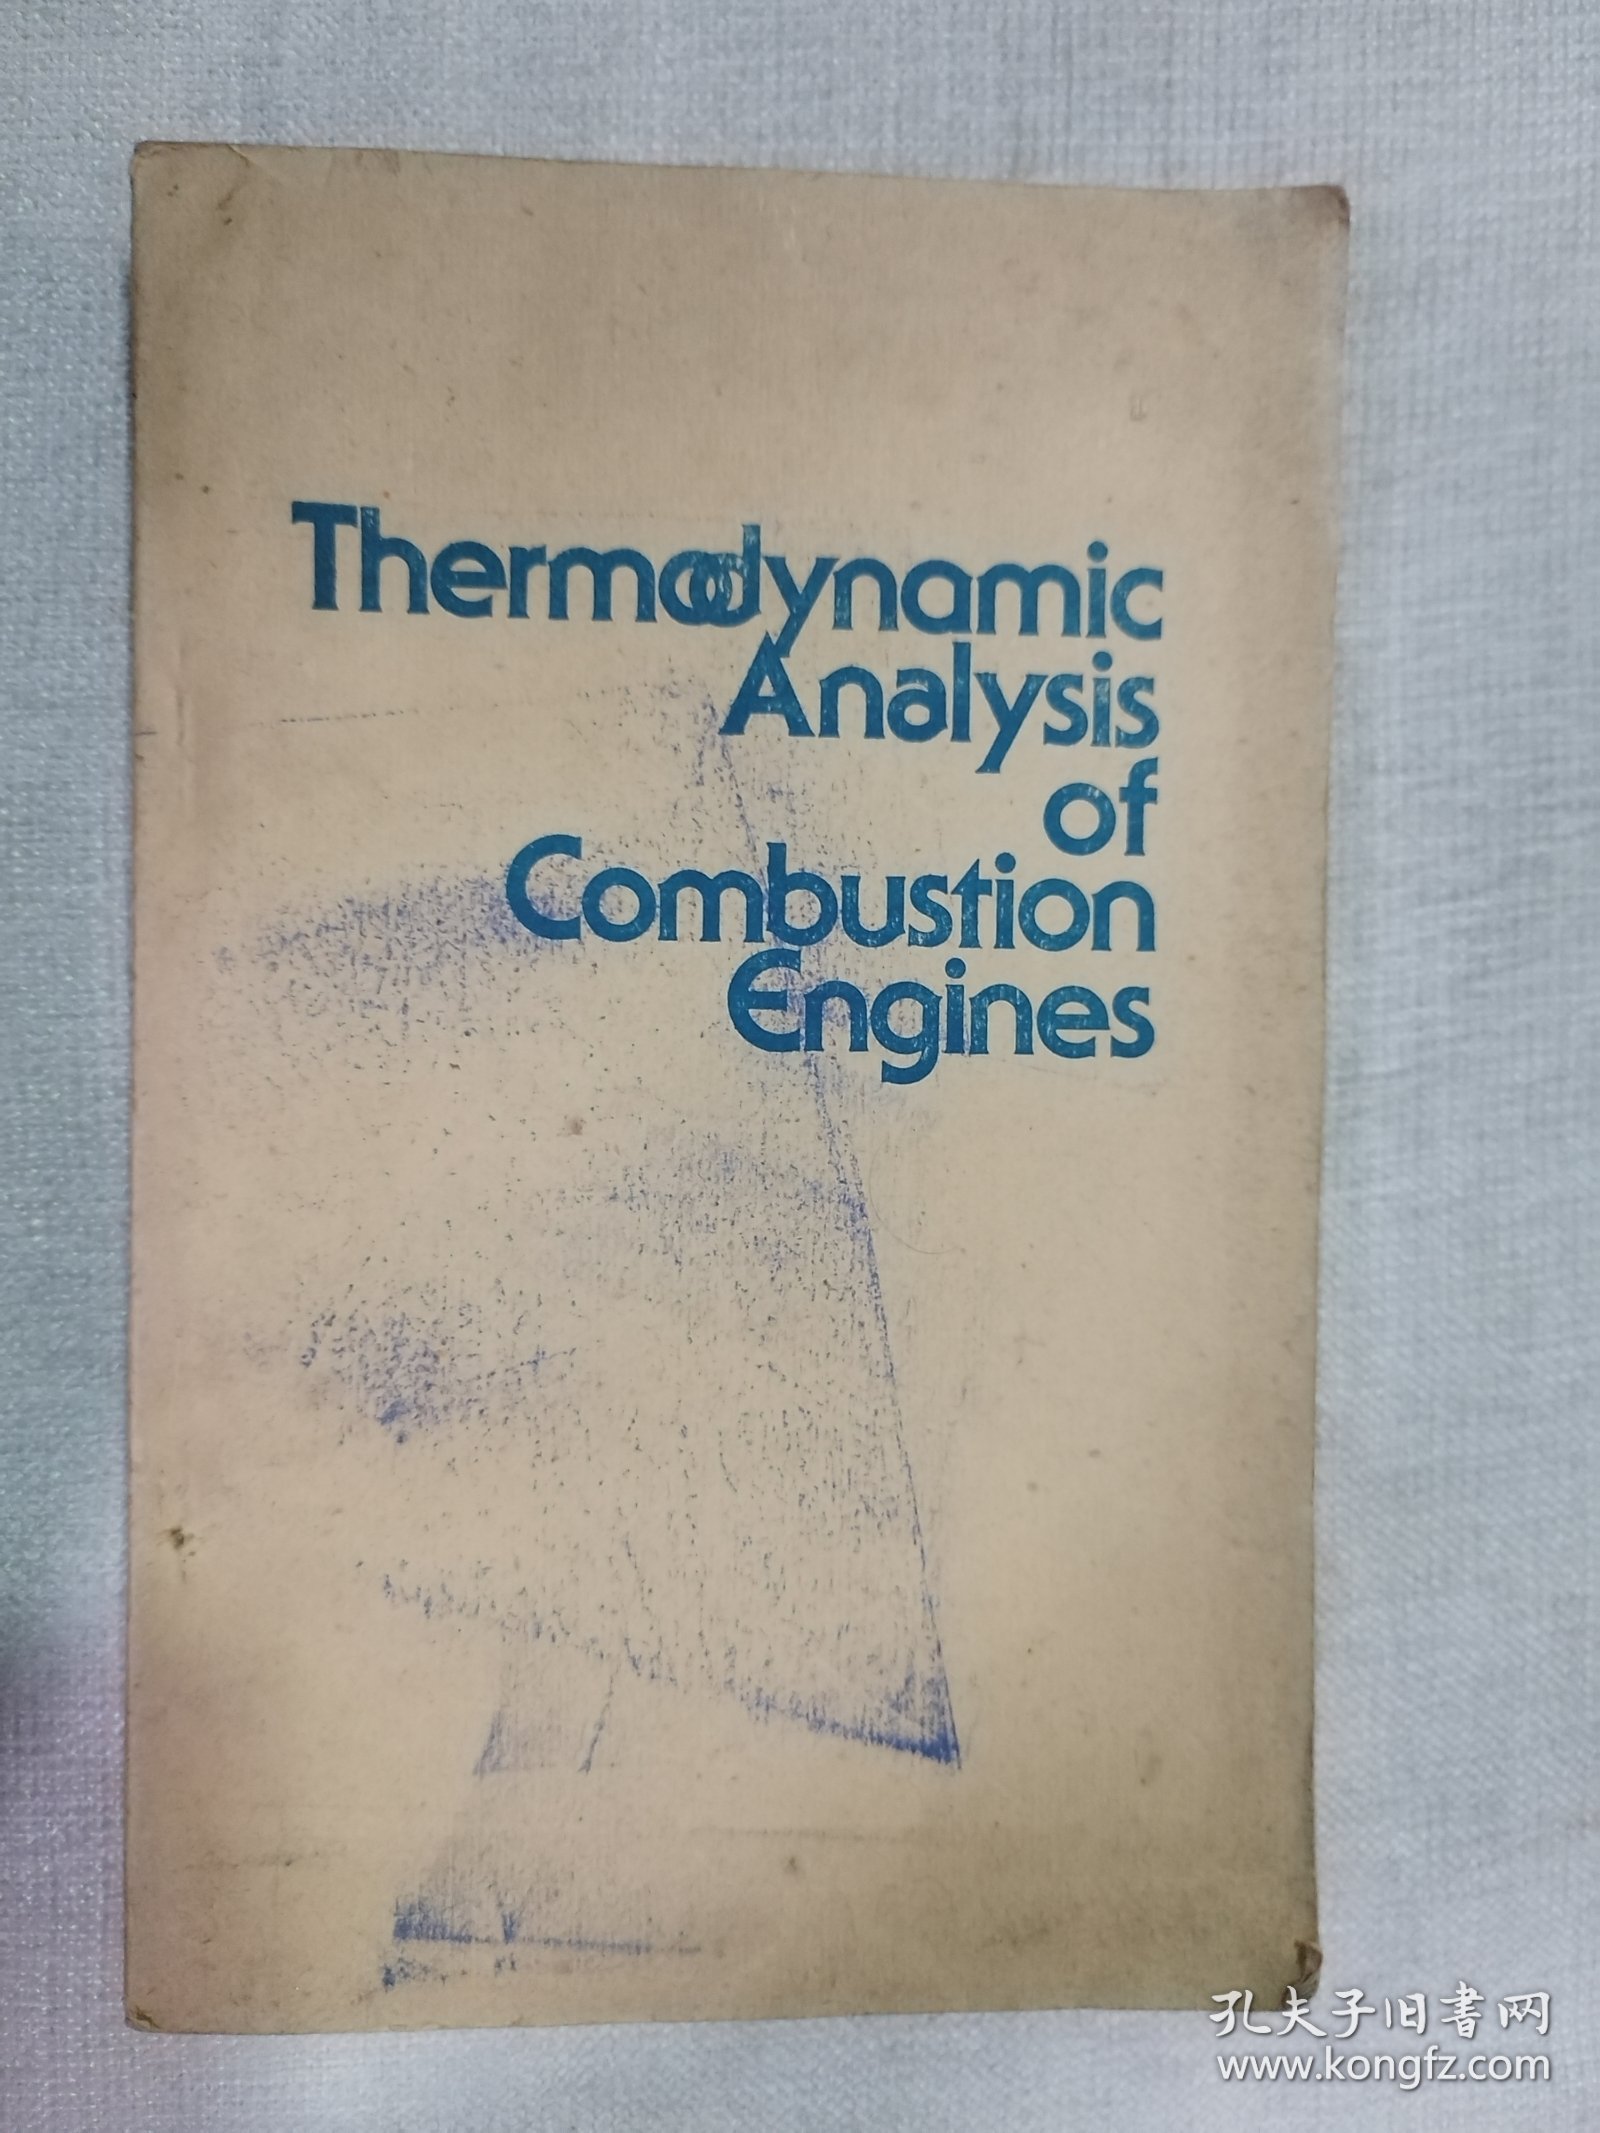 Thermodynamic
Analysis
of
Combustion
Engines
孔夫子旧书网
www.kongfz.com